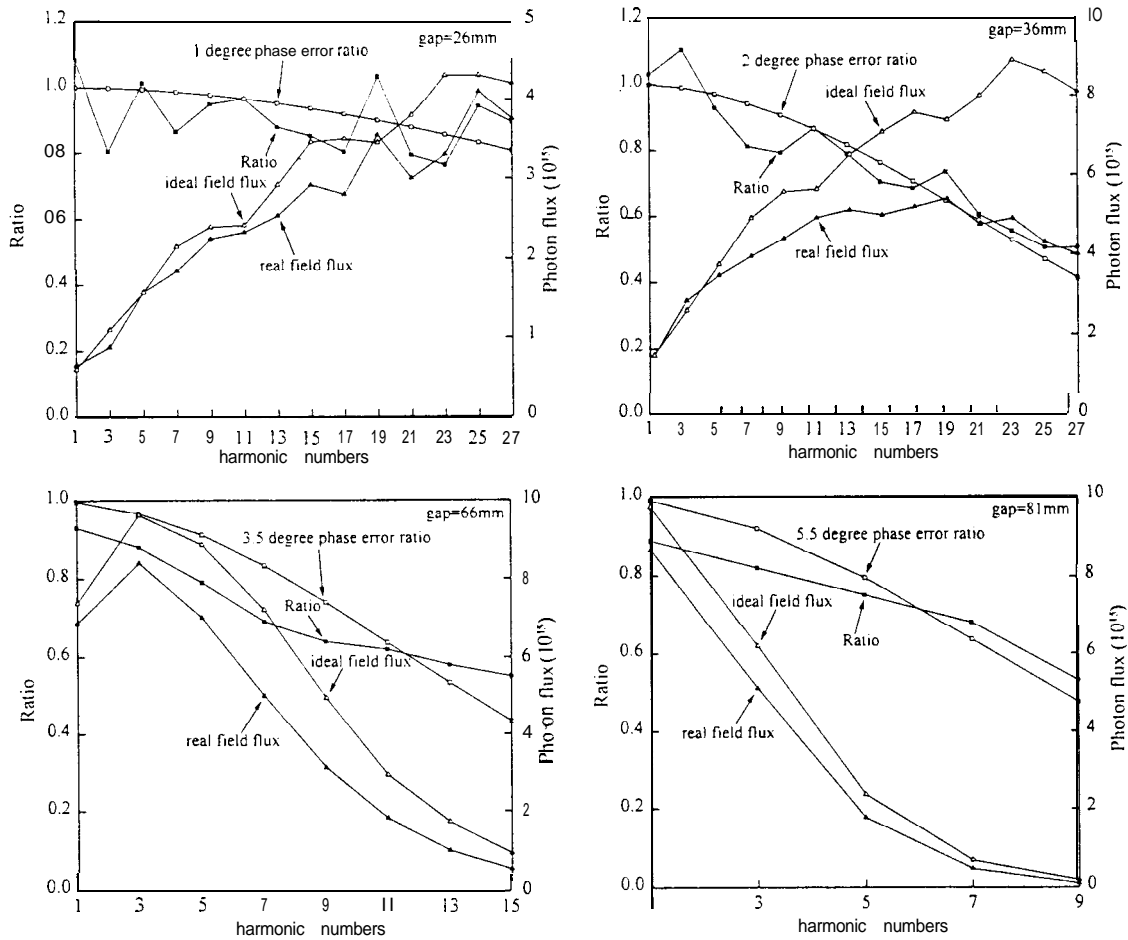 1.2
1.0
0.8
06
0.4
0.2
0.0
Ratio
gap=26mm
1 degree phase error ratio
Ratio
ideal field flux
real field flux
5
4
3
2
1
0
Photon flux (10¹⁵)
1 3 5 7 9 11 13 15 17 19 21 23 25 27
harmonic numbers
1.2
1.0
0.8
0.6
0.4
0.2
0.0
Ratio
gap=36mm
2 degree phase error ratio
ideal field flux
Ratio
real field flux
10
8
6
4
2
0
Photon flux (10¹⁵)
1 3 5 7 9 11 13 15 17 19 21 23 25 27
harmonic numbers
1.0
0.8
0.6
0.4
0.2
0.0
Ratio
gap=66mm
3.5 degree phase error ratio
Ratio
ideal field flux
real field flux
10
8
6
4
2
0
Pho-on flux (10¹⁵)
1 3 5 7 9 11 13 15
harmonic numbers
1.0
0.8
0.6
0.4
0.2
0.0
Ratio
gap=81mm
5.5 degree phase error ratio
ideal field flux
Ratio
real field flux
10
8
6
4
2
0
Photon flux (10¹⁵)
1 3 5 7 9
harmonic numbers